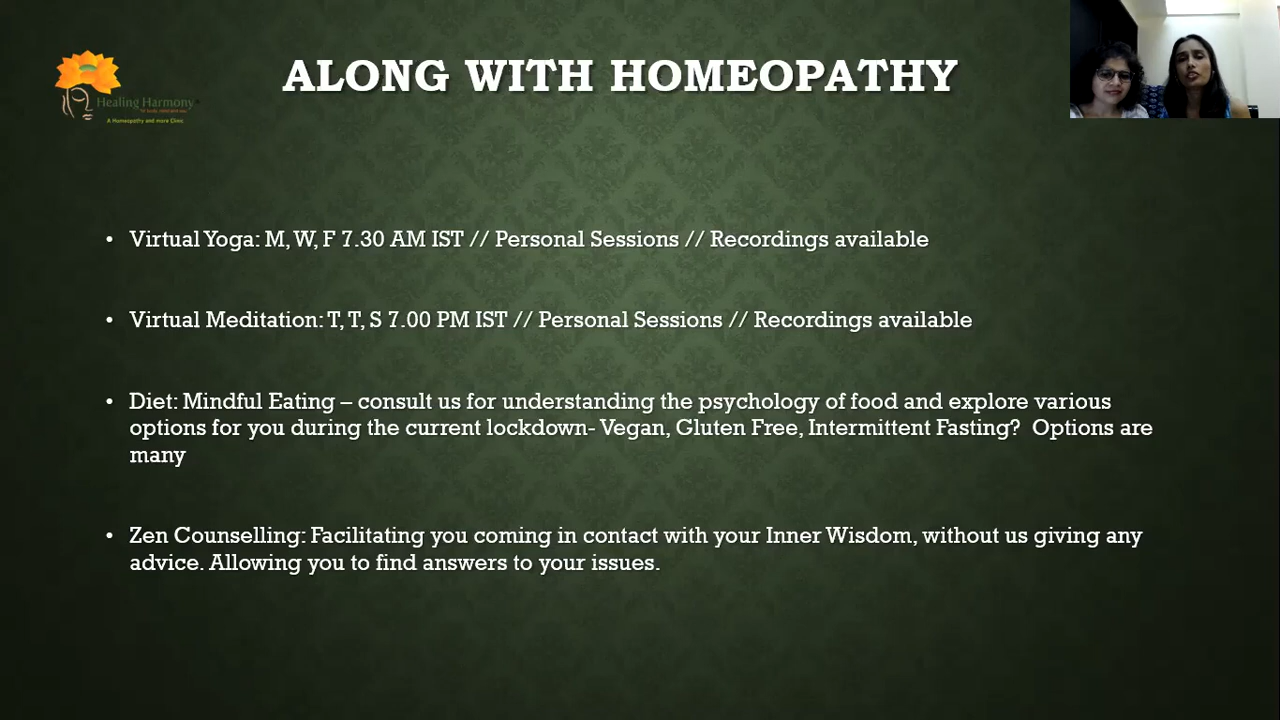 ALONG WITH HOMEOPATHY
Healing Harmony
A Homeopathy and more Clinic
• Virtual Yoga: M, W, F 7.30 AM IST // Personal Sessions // Recordings available
• Virtual Meditation: T, T, S 7.00 PM IST // Personal Sessions // Recordings available
• Diet: Mindful Eating – consult us for understanding the psychology of food and explore various
options for you during the current lockdown- Vegan, Gluten Free, Intermittent Fasting? Options are
many
• Zen Counselling: Facilitating you coming in contact with your Inner Wisdom, without us giving any
advice. Allowing you to find answers to your issues.